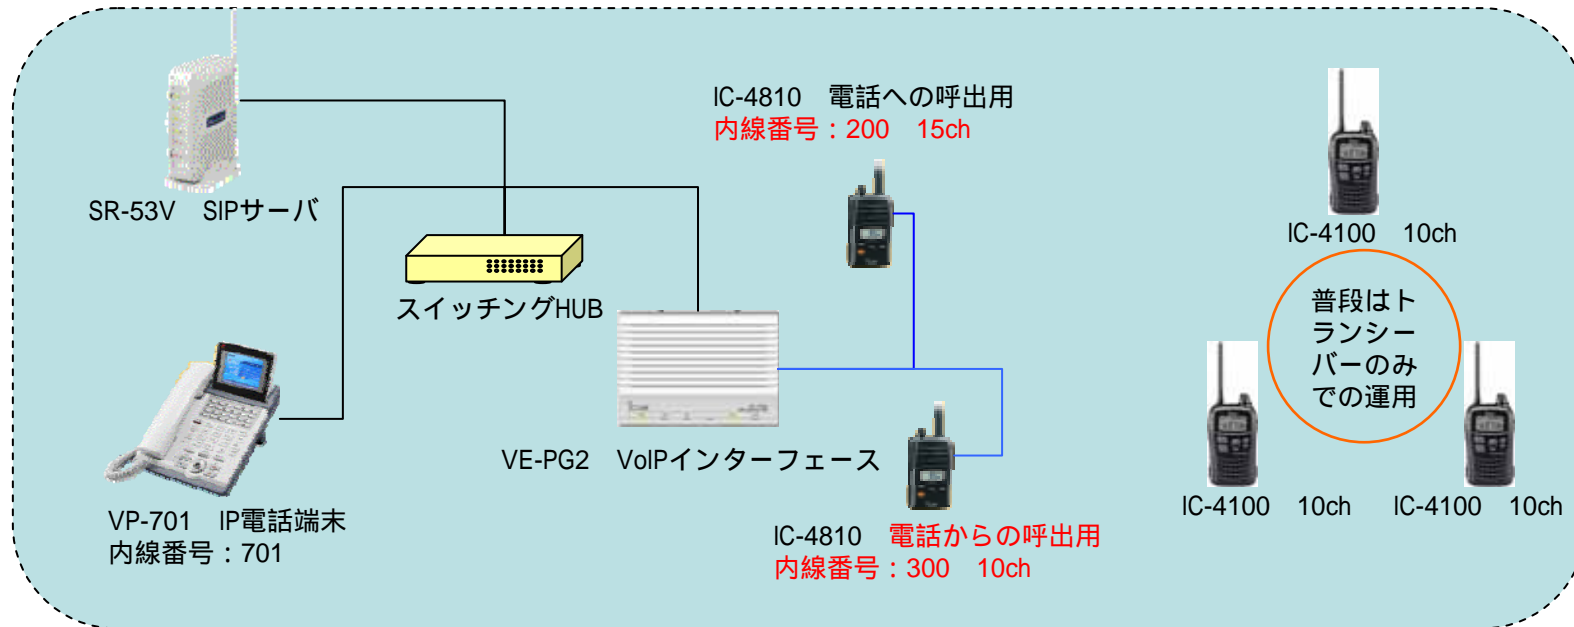 SR-53V　SIPサーバ
IC-4810　電話への呼出用
内線番号：200　15ch
IC-4100　10ch
スイッチングHUB
普段はト
ランシー
バーのみ
での運用
VE-PG2　VoIPインターフェース
VP-701　IP電話端末
内線番号：701
IC-4810　電話からの呼出用
内線番号：300　10ch
IC-4100　10ch
IC-4100　10ch